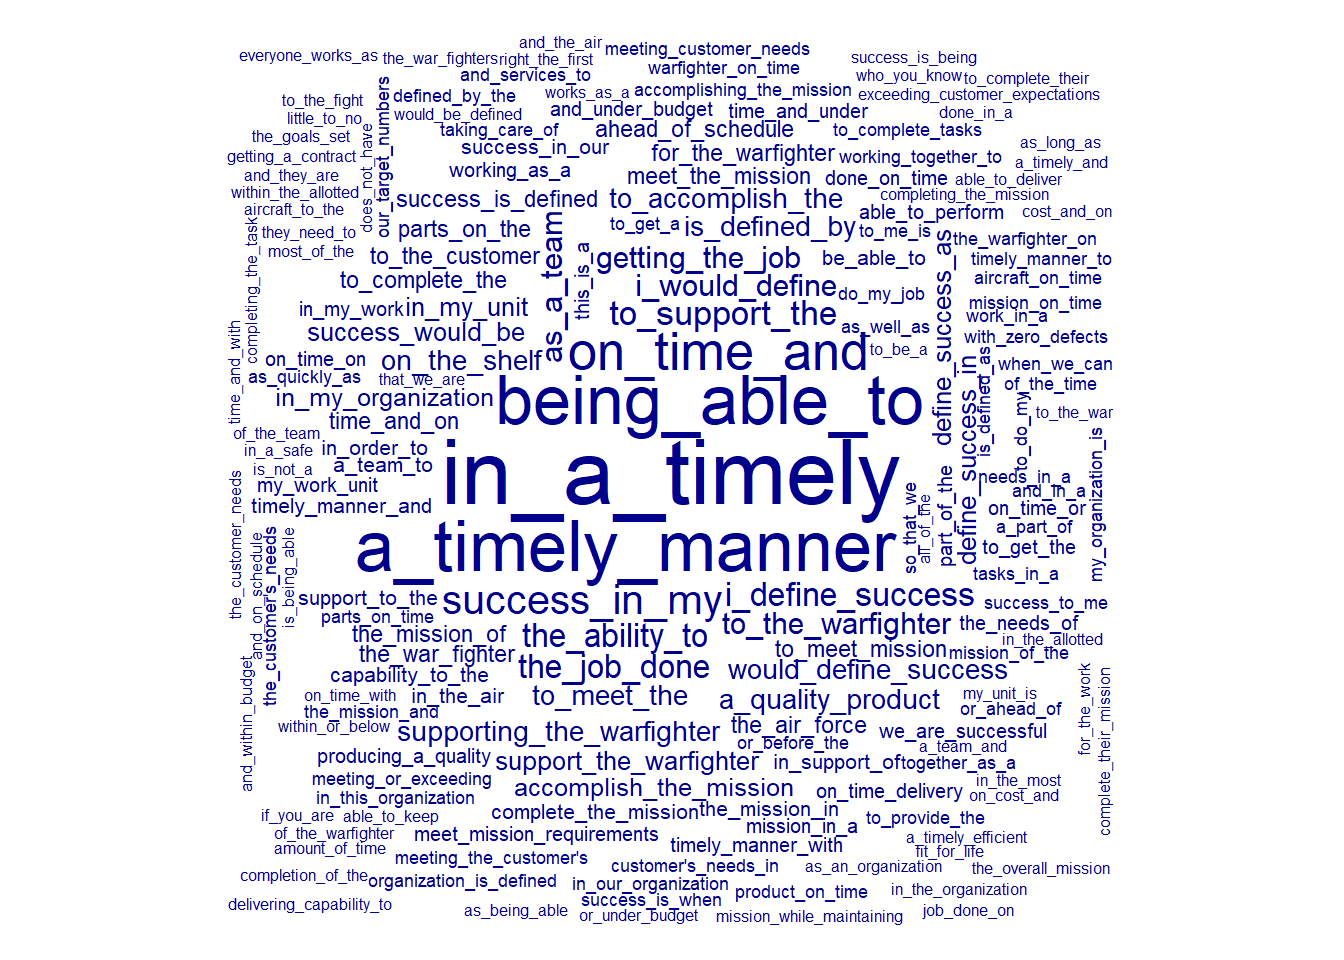 and_the_air
everyone_works_as
the_war_fighters
right_the_first
meeting_customer_needs
success_is_being
and_services_to
warfighter_on_time
who_you_know
to_complete_their
to_the_fight
our_target_numbers
defined_by_the
works_as_a
accomplishing_the_mission
exceeding_customer_expectations
little_to_no
would_be_defined
and_under_budget
time_and_under
done_in_a
the_goals_set
does_not_have
taking_care_of
ahead_of_schedule
to_complete_tasks
as_long_as
getting_a_contract
success_in_our
for_the_warfighter
working_together_to
a_timely_and
and_they_are
working_as_a
meet_the_mission
done_on_time
able_to_deliver
within_the_allotted
success_is_defined
to_accomplish_the
completing_the_mission
aircraft_to_the
able_to_perform
cost_and_on
they_need_to
parts_on_the
as_a_team
to_get_a
is_defined_by
to_me_is
define_success_as
the_warfighter_on
most_of_the
to_the_customer
this_is_a
getting_the_job
be_able_to
timely_manner_to
completing_the_task
to_complete_the
i_would_define
do_my_job
aircraft_on_time
in_my_work
in_my_unit
to_support_the
mission_on_time
success_would_be
as_well_as
work_in_a
time_and_with
on_time_on
on_the_shelf
on_time_and
to_be_a
define_success_in
is_defined_as
with_zero_defects
as_quickly_as
that_we_are
when_we_can
in_my_organization
being_able_to
of_the_time
time_and_on
to_do_my
to_the_war
of_the_team
in_a_safe
in_order_to
my_organization_is
is_not_a
a_team_to
in_a_timely
part_of_the
needs_in_a
my_work_unit
so_that_we
all_of_the
and_in_a
the_customer_needs
timely_manner_and
on_time_or
and_on_schedule
the_customer's_needs
is_being_able
a_timely_manner
a_part_of
to_get_the
tasks_in_a
support_to_the
success_in_my
i_define_success
success_to_me
parts_on_time
to_the_warfighter
the_needs_of
the_mission_of
the_ability_to
in_the_allotted
the_war_fighter
to_meet_mission
mission_of_the
and_within_budget
capability_to_the
the_job_done
would_define_success
for_the_work
complete_their_mission
on_time_with
in_the_air
to_meet_the
a_quality_product
my_unit_is
the_mission_and
or_ahead_of
within_or_below
supporting_the_warfighter
the_air_force
we_are_successful
or_before_the
a_team_and
producing_a_quality
support_the_warfighter
in_support_of
together_as_a
meeting_or_exceeding
accomplish_the_mission
on_time_delivery
in_the_most
in_this_organization
on_cost_and
if_you_are
able_to_keep
complete_the_mission
the_mission_in
to_provide_the
of_the_warfighter
meet_mission_requirements
mission_in_a
a_timely_efficient
amount_of_time
timely_manner_with
fit_for_life
meeting_the_customer's
customer's_needs_in
as_an_organization
the_overall_mission
completion_of_the
organization_is_defined
in_our_organization
product_on_time
in_the_organization
delivering_capability_to
success_is_when
as_being_able
or_under_budget
mission_while_maintaining
job_done_on